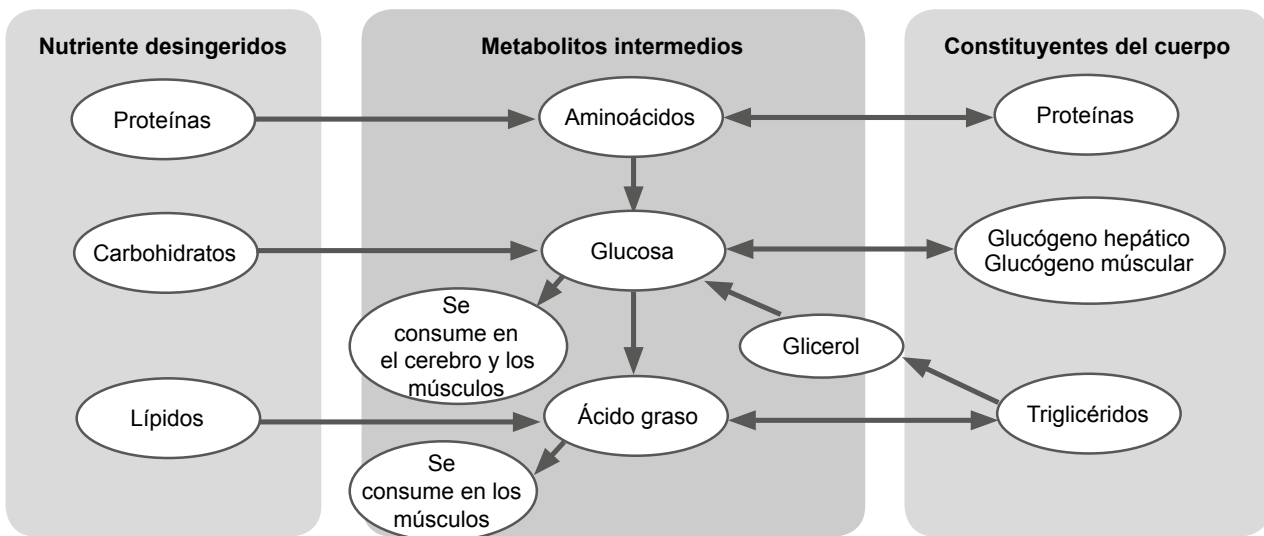 Nutriente desingeridos
Metabolitos intermedios
Constituyentes del cuerpo
Proteínas
Aminoácidos
Proteínas
Carbohidratos
Glucosa
Glucógeno hepático
Glucógeno múscular
Se
consume en
el cerebro y los
músculos
Glicerol
Lípidos
Ácido graso
Triglicéridos
Se
consume en los
músculos